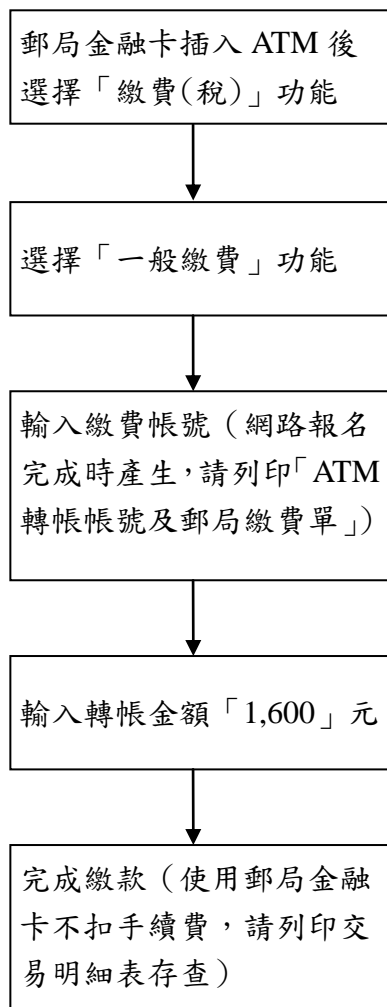 郵局金融卡插入 ATM 後
選擇「繳費(稅)」功能
選擇「一般繳費」功能
輸入繳費帳號（網路報名
完成時產生，請列印「ATM
轉帳帳號及郵局繳費單」）
輸入轉帳金額「1,600」元
完成繳款（使用郵局金融
卡不扣手續費，請列印交
易明細表存查）